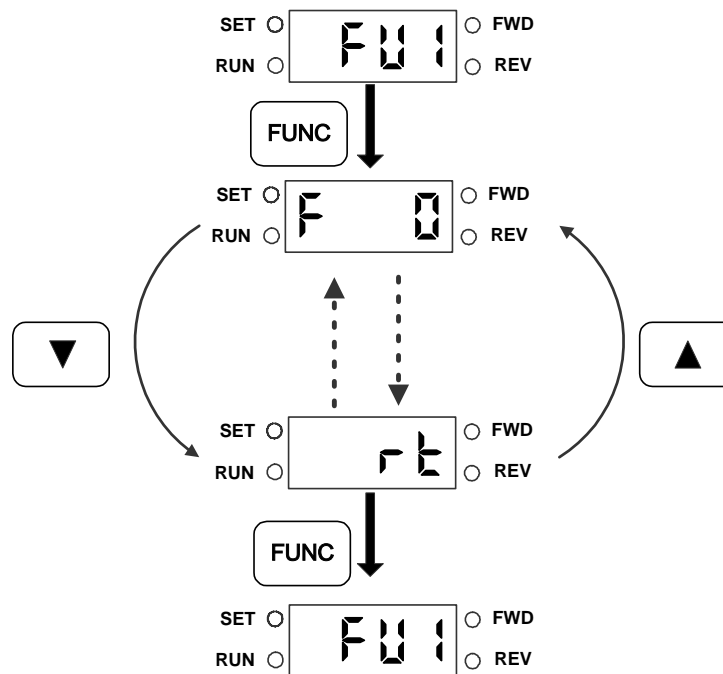 SET FU1 FWD
RUN REV
FUNC
SET F 0 FWD
RUN REV
▼ ▲
SET rt FWD
RUN REV
FUNC
SET FU1 FWD
RUN REV